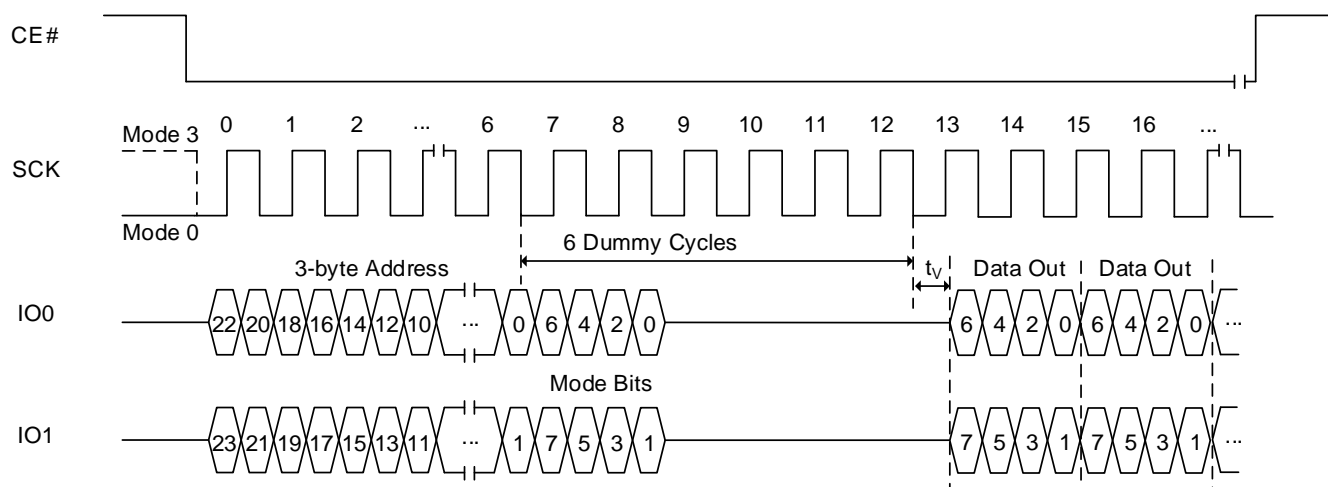 CE#
0 1 2 ... 6 7 8 9 10 11 12 13 14 15 16 ...
Mode 3
SCK
Mode 0
6 Dummy Cycles
3-byte Address
tV
Data Out Data Out
IO0
22 20 18 16 14 12 10 ... 0 6 4 2 0 6 4 2 0 6 4 2 0 ...
Mode Bits
IO1
23 21 19 17 15 13 11 ... 1 7 5 3 1 7 5 3 1 7 5 3 1 ...